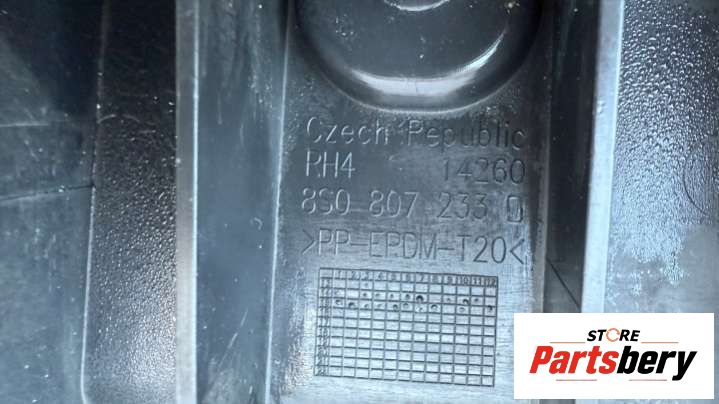 Czech Republic
RH4 14260
8S0 807 233 D
>PP-EPDM-T20<
STORE
Partsbery